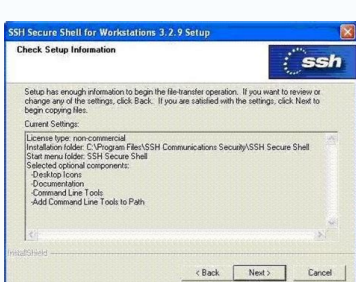 SSH Secure Shell for Workstations 3.2.9 Setup
Check Setup Information
ssh
Setup has enough information to begin the file-transfer operation. If you want to review or
change any of the settings, click Back. If you are satisfied with the settings, click Next to
begin copying files.
Current Settings:
License type: non-commercial
Installation folder: C:\Program Files\SSH Communications Security\SSH Secure Shell
Start menu folder: SSH Secure Shell
Selected optional components:
-Desktop Icons
-Documentation
-Command Line Tools
-Add Command Line Tools to Path
InstallShield
< Back
Next >
Cancel